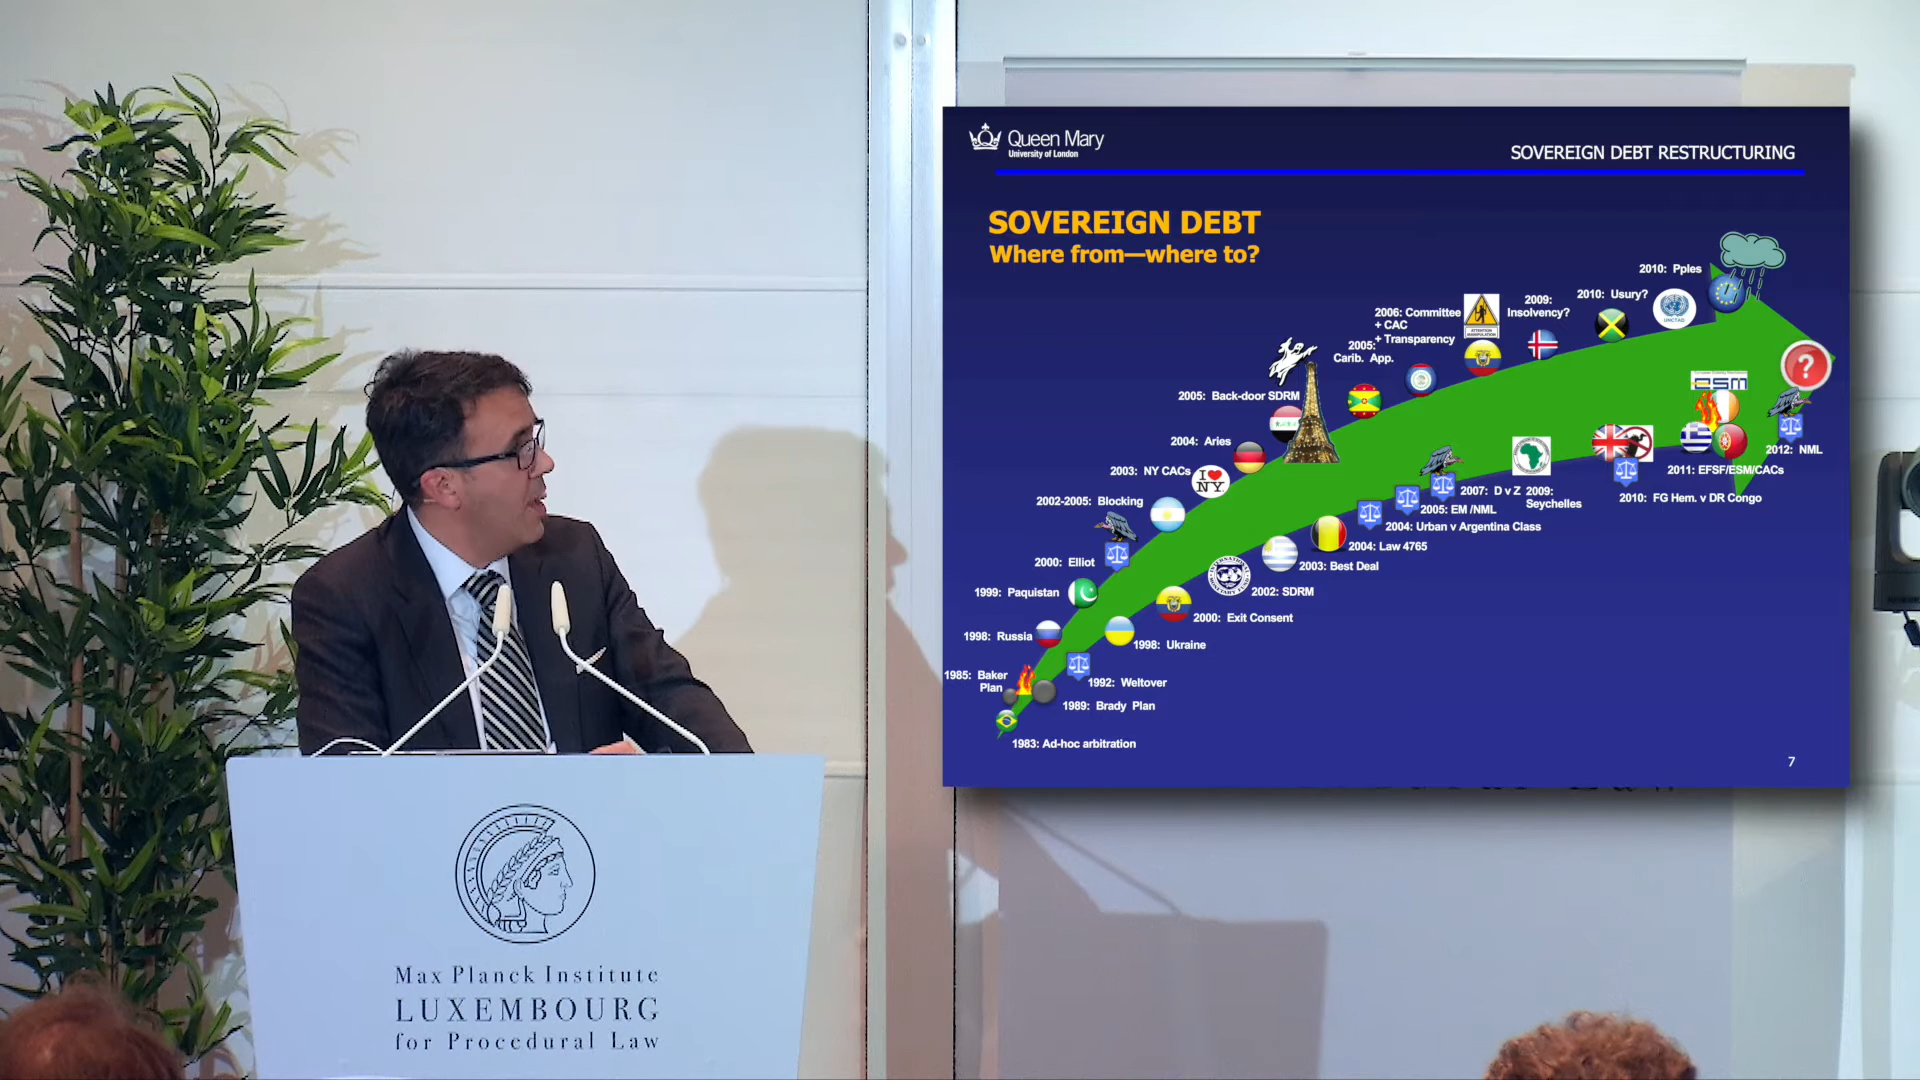 Queen Mary
University of London
SOVEREIGN DEBT RESTRUCTURING
SOVEREIGN DEBT
Where from—where to?
2010: Pples
2010: Usury?
UNCTAD
2009:
Insolvency?
ATTENTION
MANIPULATION
2006: Committee
+ CAC
+ Transparency
2005:
Carib. App.
2005: Back-door SDRM
2004: Aries
2003: NY CACs
I NY
2002-2005: Blocking
2000: Elliot
1999: Paquistan
1998: Russia
1985: Baker
Plan
1983: Ad-hoc arbitration
1989: Brady Plan
1992: Weltover
1998: Ukraine
2000: Exit Consent
2002: SDRM
2003: Best Deal
2004: Law 4765
2004: Urban v Argentina Class
2005: EM /NML
2007: D v Z
2009:
Seychelles
2010: FG Hem. v DR Congo
2011: EFSF/ESM/CACs
2012: NML
esm
?
7
Max Planck Institute
LUXEMBOURG
for Procedural Law